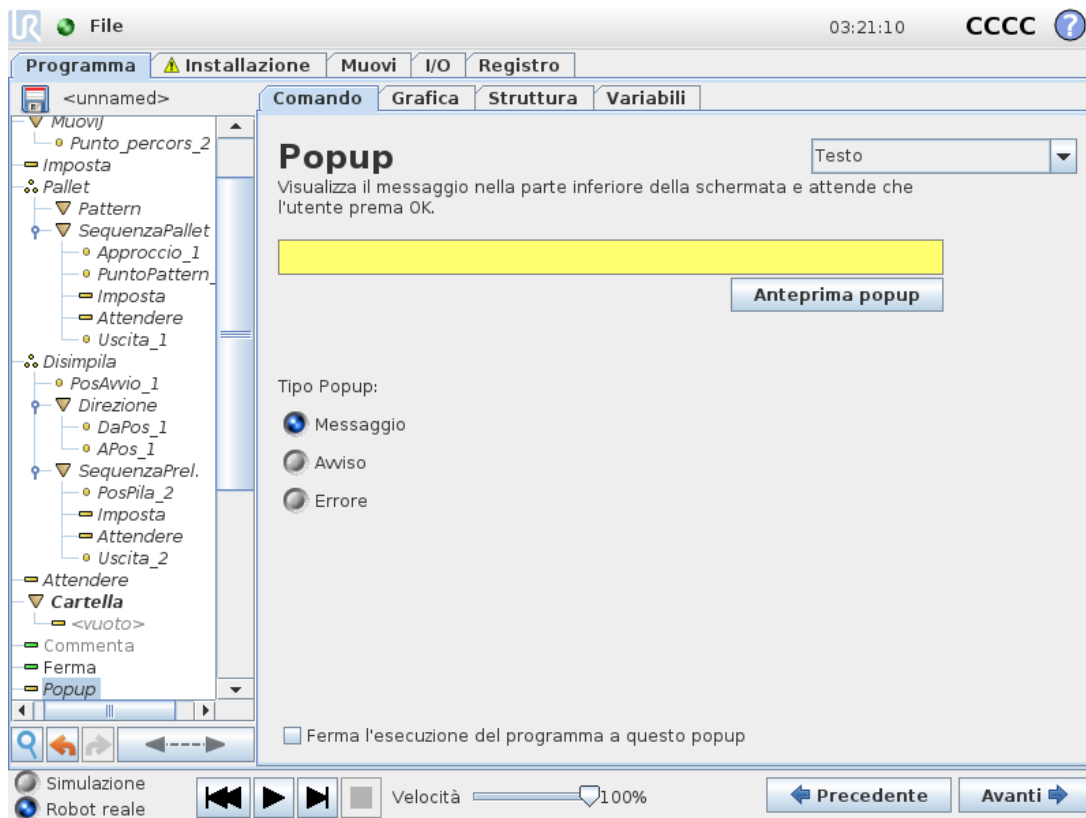 UR File 03:21:10 CCCC ?
Programma Installazione Muovi I/O Registro
<unnamed>
Comando Grafica Struttura Variabili
MuoviJ
Punto_percors_2
Imposta
Pallet
Pattern
SequenzaPallet
Approccio_1
PuntoPattern_
Imposta
Attendere
Uscita_1
Disimpila
PosAvvio_1
Direzione
DaPos_1
APos_1
SequenzaPrel.
PosPila_2
Imposta
Attendere
Uscita_2
Attendere
Cartella
<vuoto>
Commenta
Ferma
Popup
Popup
Testo
Visualizza il messaggio nella parte inferiore della schermata e attende che
l'utente prema OK.
Anteprima popup
Tipo Popup:
Messaggio
Avviso
Errore
Ferma l'esecuzione del programma a questo popup
Simulazione
Robot reale
Velocità 100%
Precedente
Avanti